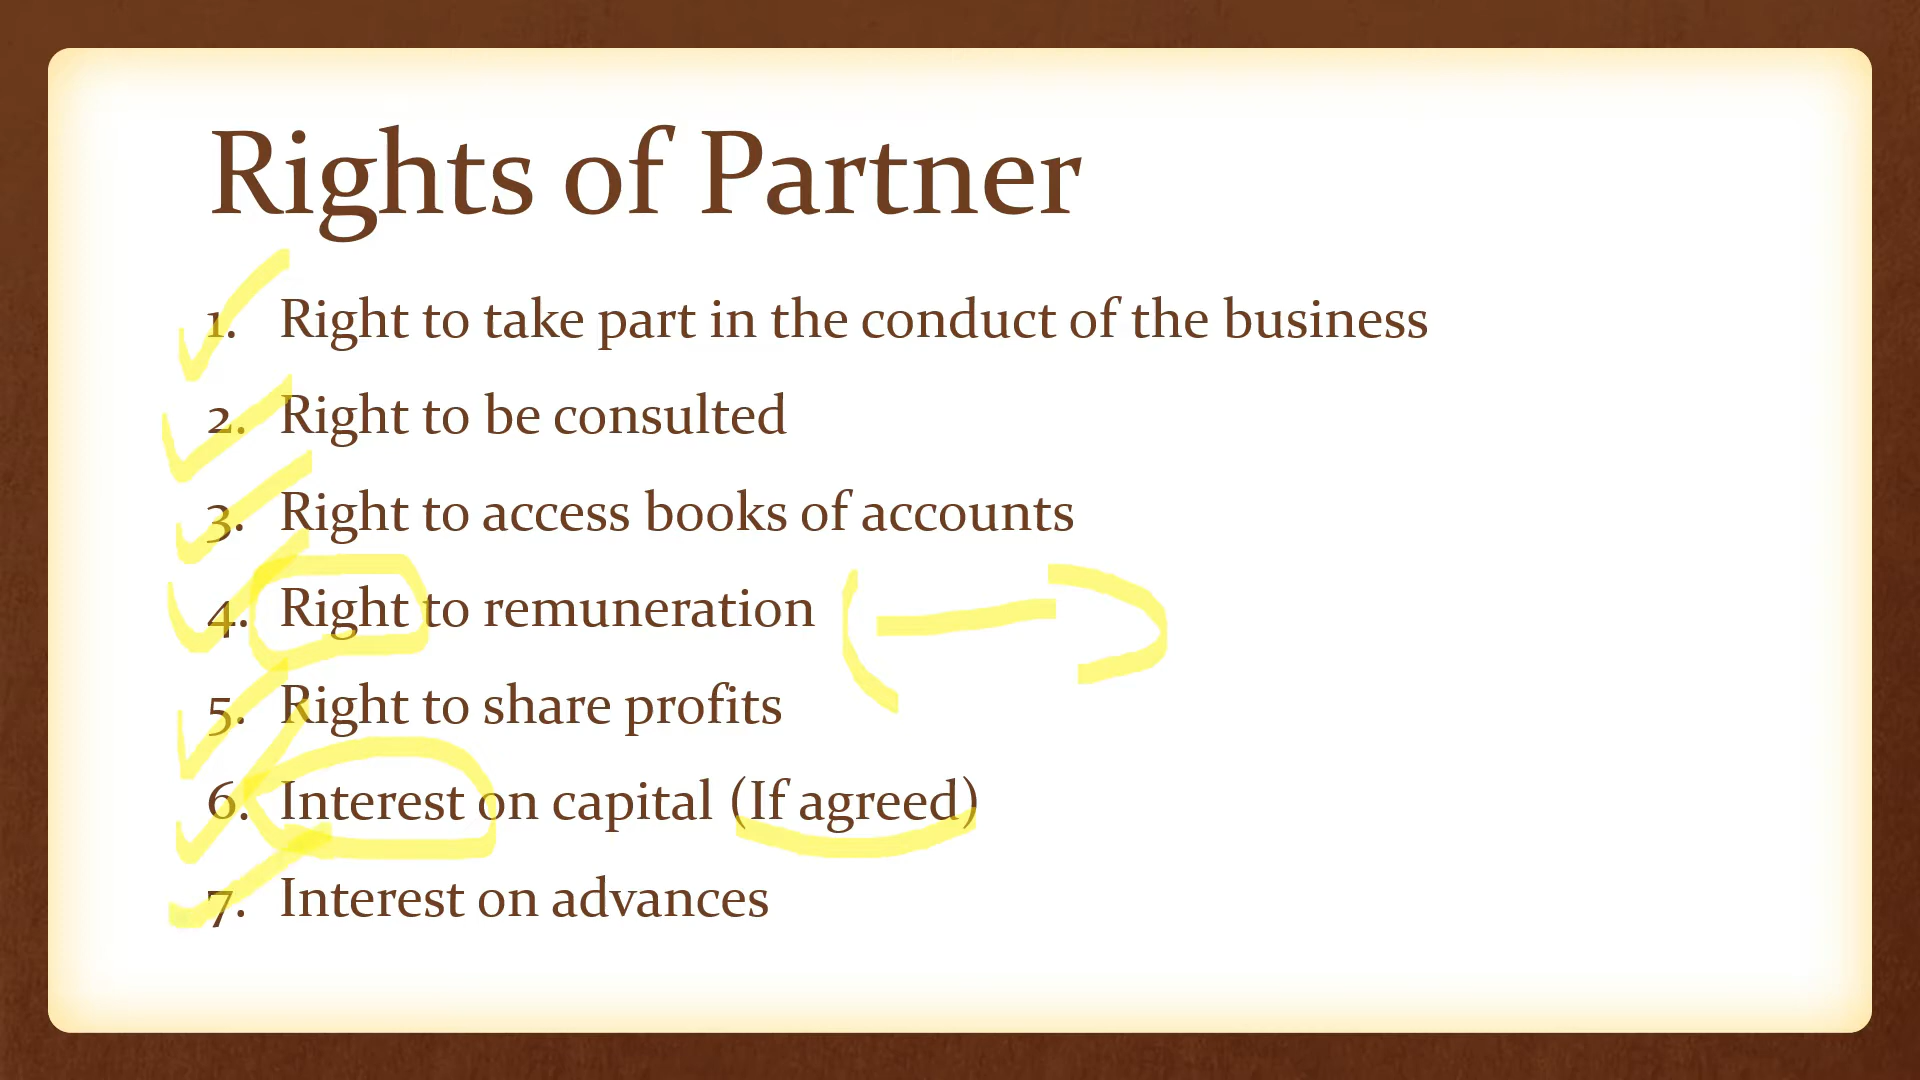 Rights of Partner
1. Right to take part in the conduct of the business
2. Right to be consulted
3. Right to access books of accounts
4. Right to remuneration
5. Right to share profits
6. Interest on capital (If agreed)
7. Interest on advances